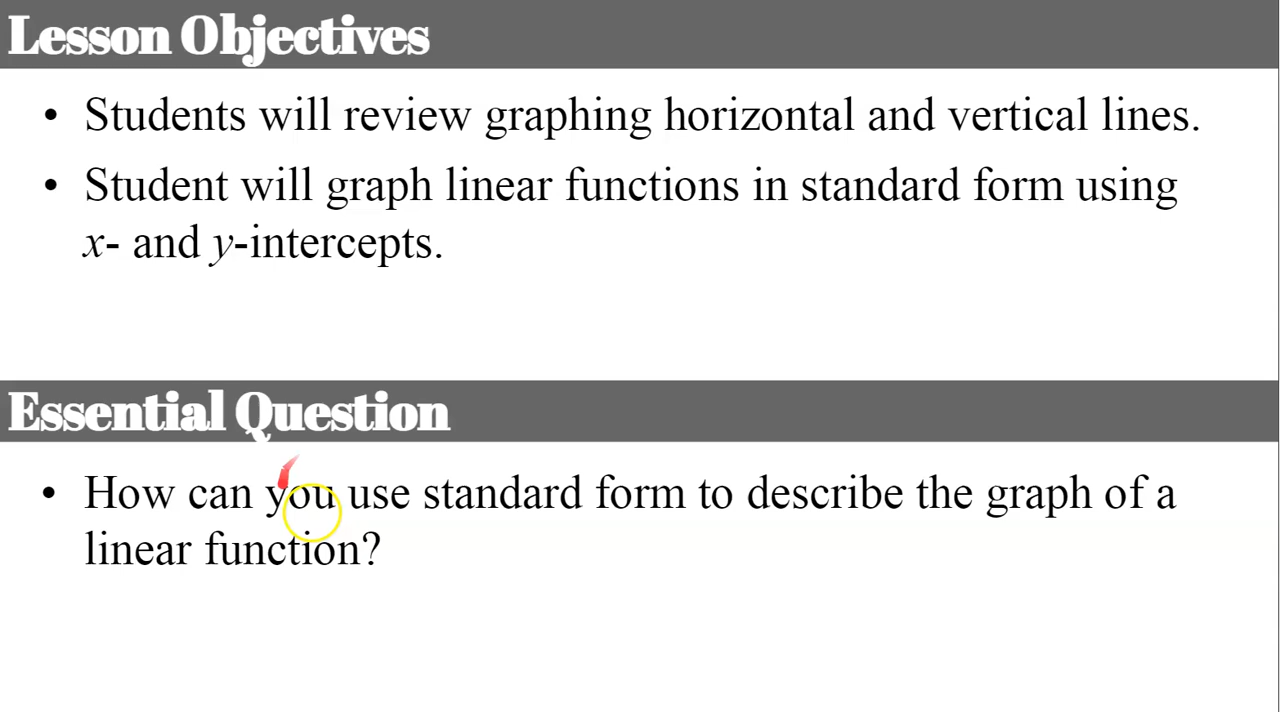 Lesson Objectives
• Students will review graphing horizontal and vertical lines.
• Student will graph linear functions in standard form using
x- and y-intercepts.
Essential Question
• How can you use standard form to describe the graph of a
linear function?